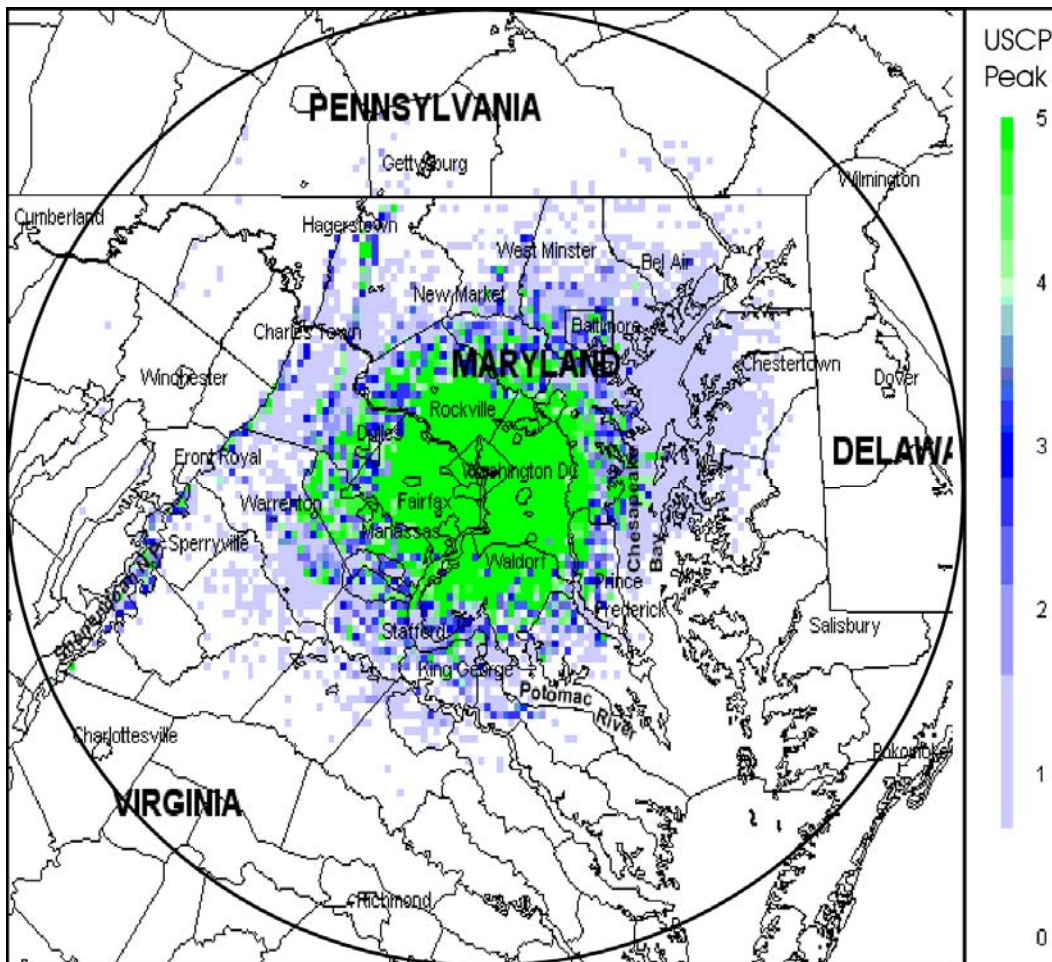 USCP
Peak
5
PENNSYLVANIA
Gettysburg
Wilmington
Cumberland
Hagerstown
West Minster
Bel Air
4
New Market
Charles Town
Baltimore
MARYLAND
Chestertown
Winchester
Dover
Rockville
Dulles
3
Front Royal
DELAWA
Washington DC
Warrenton
Fairfax
Chesapeake
Bay
Manassas
Sperryville
Waldorf
Prince
Frederick
2
Stafford
Salisbury
King George
Potomac
River
Charlottesville
Pokomoke
1
VIRGINIA
Richmond
0